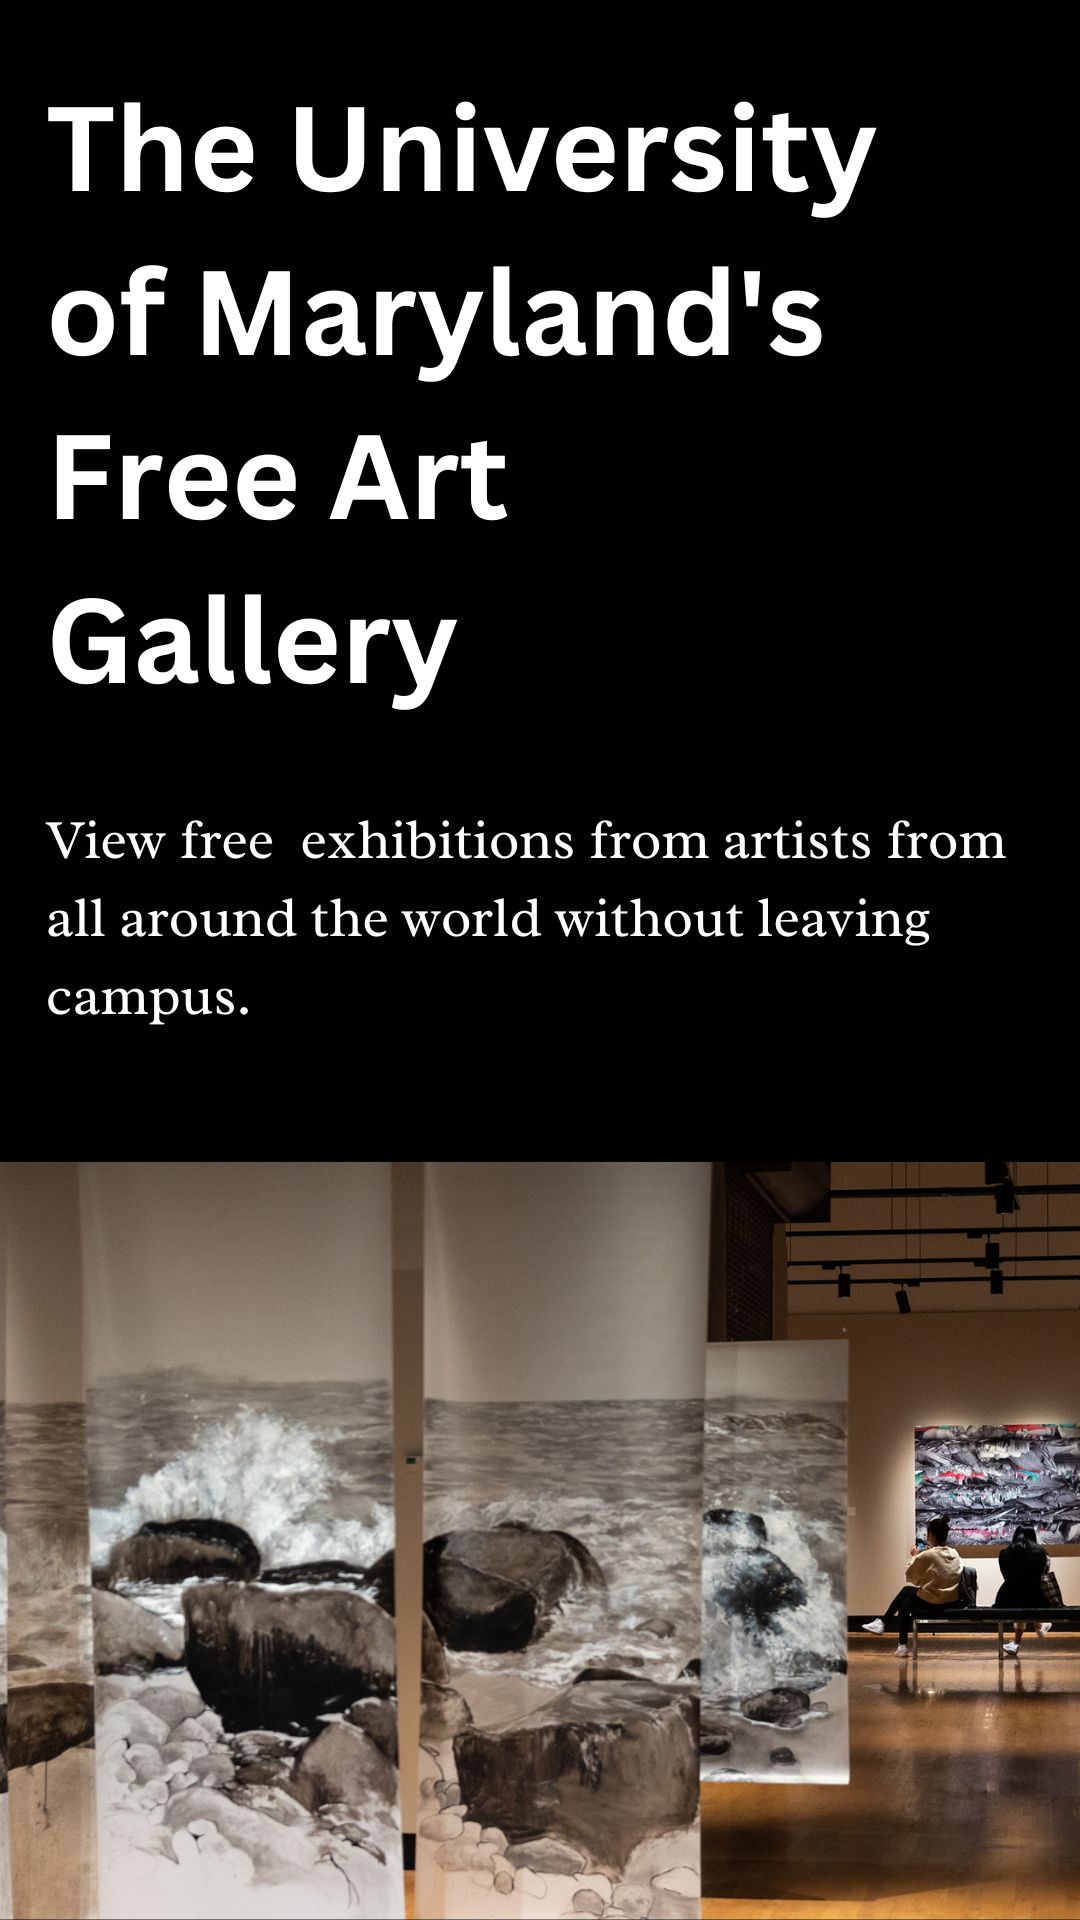 The University
of Maryland's
Free Art
Gallery
View free  exhibitions from artists from
all around the world without leaving
campus.